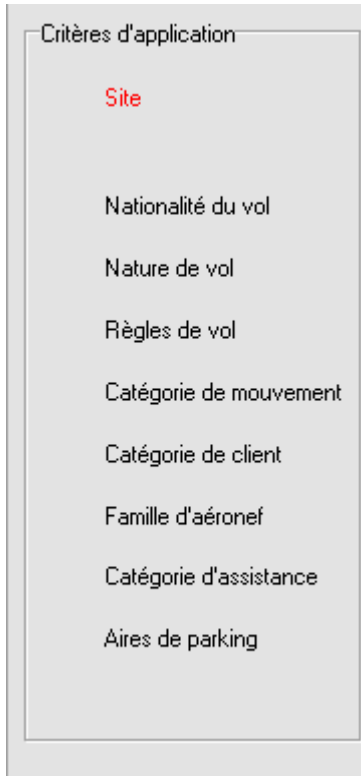 Critères d'application
Site
Nationalité du vol
Nature de vol
Règles de vol
Catégorie de mouvement
Catégorie de client
Famille d'aéronef
Catégorie d'assistance
Aires de parking